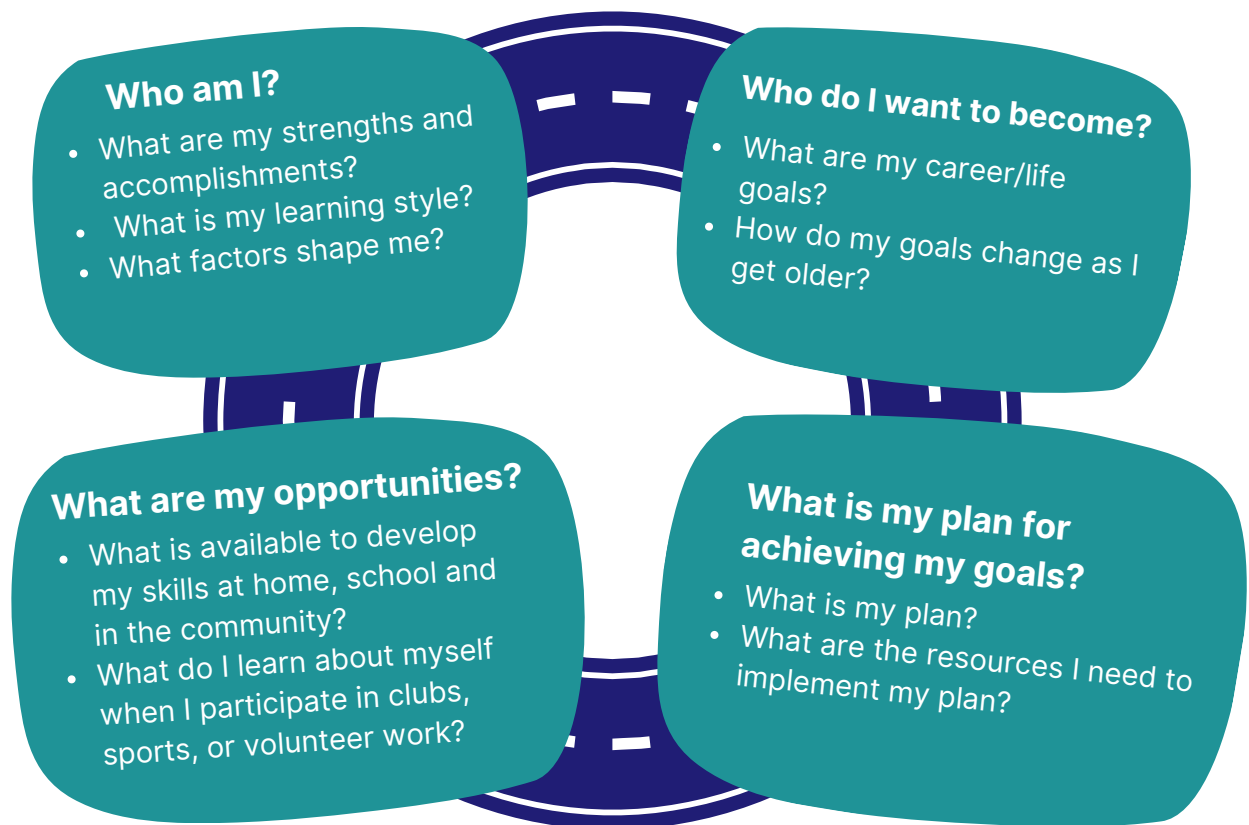 Who am I?
• What are my strengths and
accomplishments?
• What is my learning style?
• What factors shape me?
Who do I want to become?
• What are my career/life
goals?
• How do my goals change as I
get older?
What are my opportunities?
• What is available to develop
my skills at home, school and
in the community?
• What do I learn about myself
when I participate in clubs,
sports, or volunteer work?
What is my plan for
achieving my goals?
• What is my plan?
• What are the resources I need to
implement my plan?